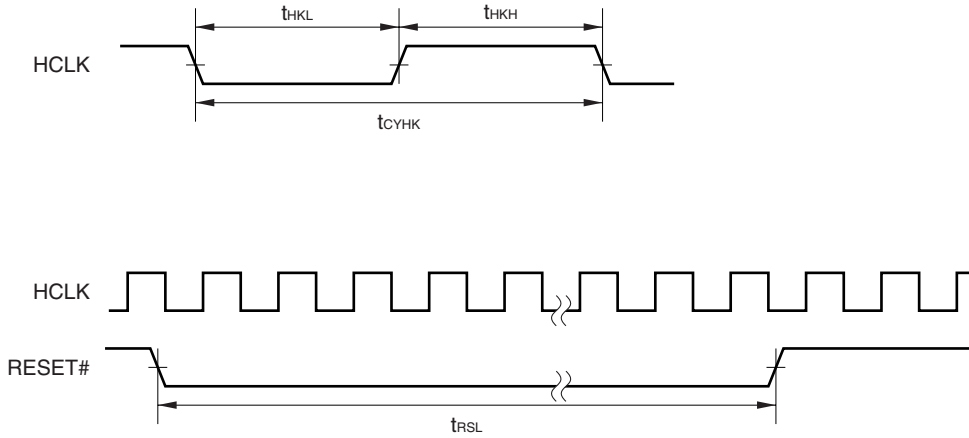 tHKL
tHKH
HCLK
tCYHK
HCLK
RESET#
tRSL